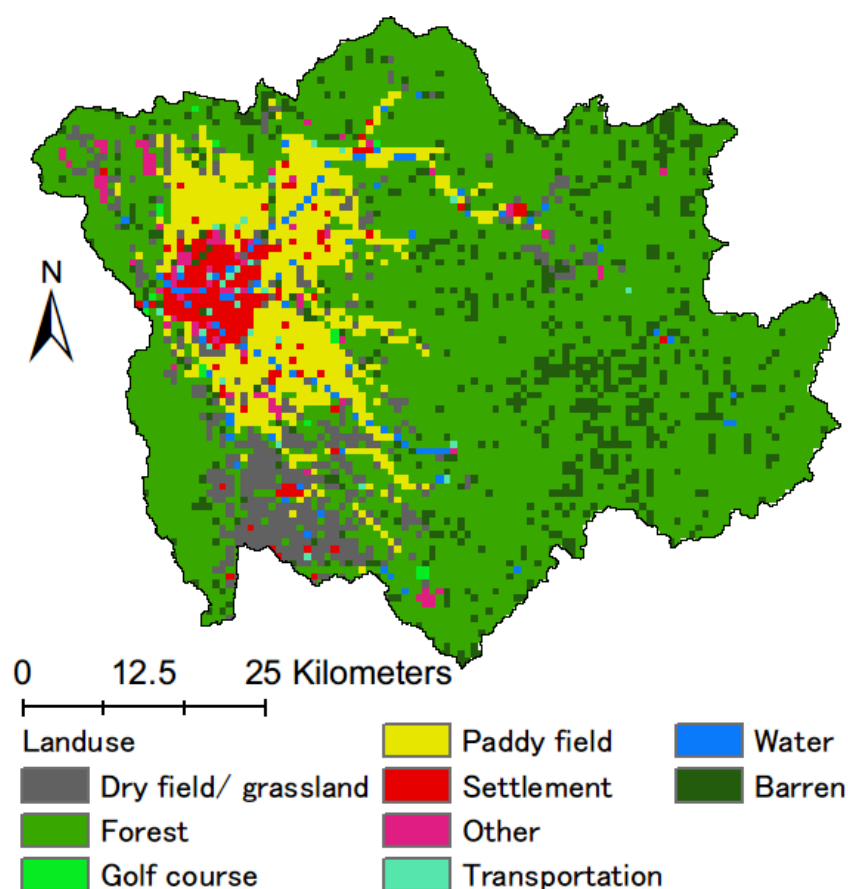 N
0 12.5 25 Kilometers
Landuse
Dry field/ grassland
Forest
Golf course
Paddy field
Settlement
Other
Transportation
Water
Barren